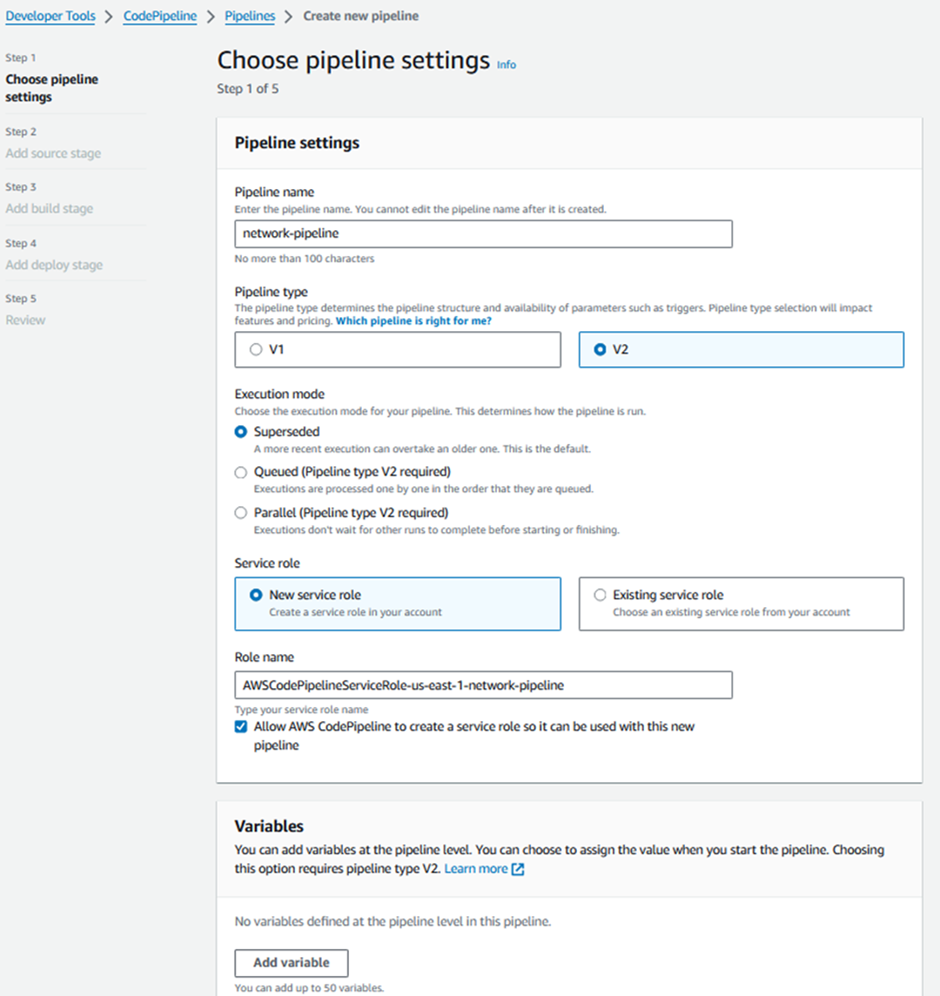 Developer Tools > CodePipeline > Pipelines > Create new pipeline
Step 1
Choose pipeline
settings
Step 2
Add source stage
Step 3
Add build stage
Step 4
Add deploy stage
Step 5
Review
Choose pipeline settings Info
Step 1 of 5
Pipeline settings
Pipeline name
Enter the pipeline name. You cannot edit the pipeline name after it is created.
network-pipeline
No more than 100 characters
Pipeline type
The pipeline type determines the pipeline structure and availability of parameters such as triggers. Pipeline type selection will impact
features and pricing. Which pipeline is right for me?
V1
V2
Execution mode
Choose the execution mode for your pipeline. This determines how the pipeline is run.
Superseded
A more recent execution can overtake an older one. This is the default.
Queued (Pipeline type V2 required)
Executions are processed one by one in the order that they are queued.
Parallel (Pipeline type V2 required)
Executions don't wait for other runs to complete before starting or finishing.
Service role
New service role
Create a service role in your account
Existing service role
Choose an existing service role from your account
Role name
AWSCodePipelineServiceRole-us-east-1-network-pipeline
Type your service role name
Allow AWS CodePipeline to create a service role so it can be used with this new
pipeline
Variables
You can add variables at the pipeline level. You can choose to assign the value when you start the pipeline. Choosing
this option requires pipeline type V2. Learn more
No variables defined at the pipeline level in this pipeline.
Add variable
You can add up to 50 variables.